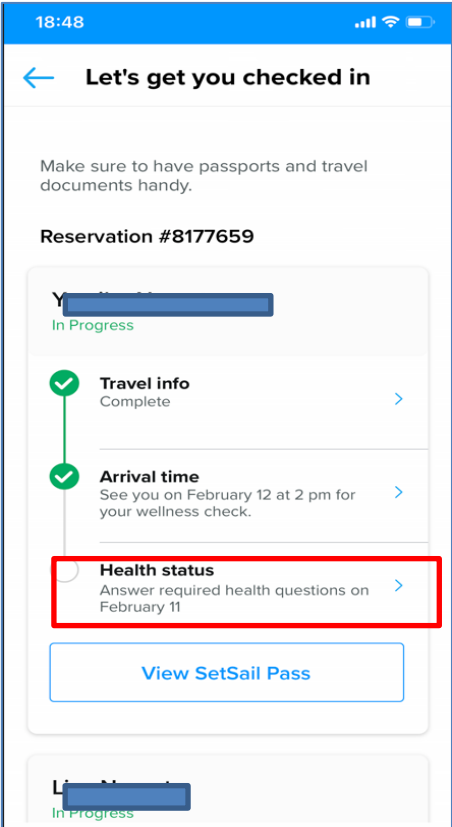 18:48
Let's get you checked in
Make sure to have passports and travel
documents handy.
Reservation #8177659
In Progress
Travel info
Complete
Arrival time
See you on February 12 at 2 pm for
your wellness check.
Health status
Answer required health questions on
February 11
View SetSail Pass
In Progress